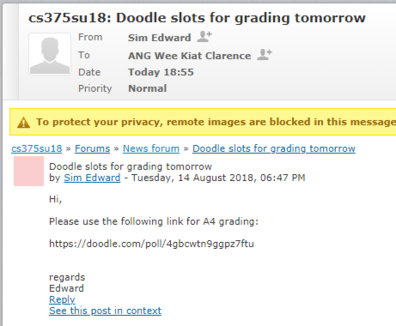 cs375su18: Doodle slots for grading tomorrow
From Sim Edward
To ANG Wee Kiat Clarence
Date Today 18:55
Priority Normal
To protect your privacy, remote images are blocked in this message
cs375su18 » Forums » News forum » Doodle slots for grading tomorrow
Doodle slots for grading tomorrow
by Sim Edward - Tuesday, 14 August 2018, 06:47 PM
Hi,
Please use the following link for A4 grading:
https://doodle.com/poll/4gbcwtn9ggpz7ftu
regards
Edward
Reply
See this post in context